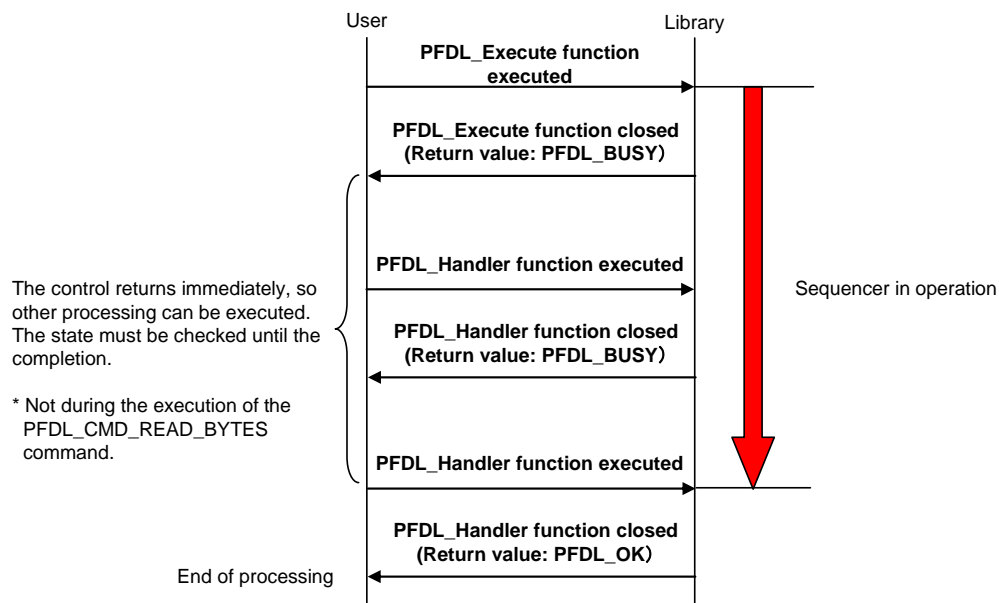 User
Library
PFDL_Execute function
executed
PFDL_Execute function closed
(Return value: PFDL_BUSY）
PFDL_Handler function executed
The control returns immediately, so
other processing can be executed.
The state must be checked until the
completion.
Sequencer in operation
PFDL_Handler function closed
(Return value: PFDL_BUSY）
* Not during the execution of the
PFDL_CMD_READ_BYTES
command.
PFDL_Handler function executed
PFDL_Handler function closed
(Return value: PFDL_OK）
End of processing